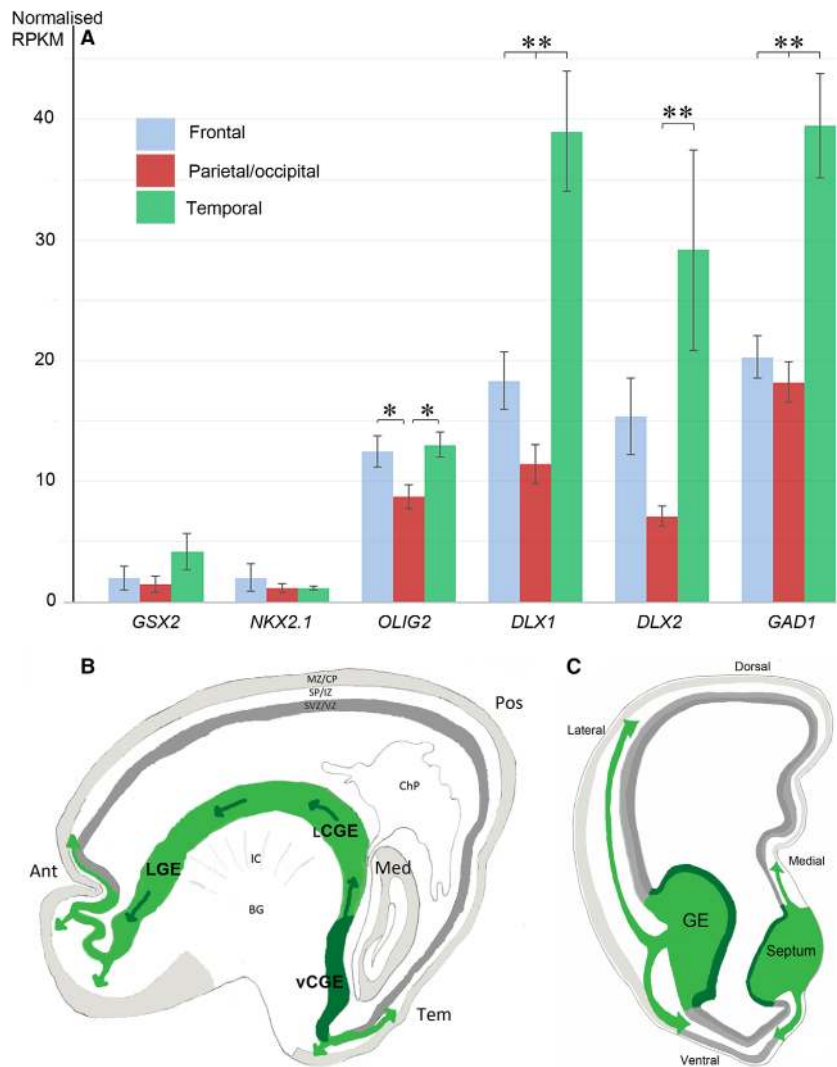 Normalised
RPKM
A
**
**
40
Frontal
**
Parietal/occipital
Temporal
30
20
* *
10
0
GSX2 NKX2.1 OLIG2 DLX1 DLX2 GAD1
B
C
MZ/CP
Dorsal
SP/IZ
Pos
SVZ/VZ
Lateral
ChP
LCGE
Ant
LGE
IC
Med
Medial
BG
GE
Septum
vCGE
Tem
Ventral